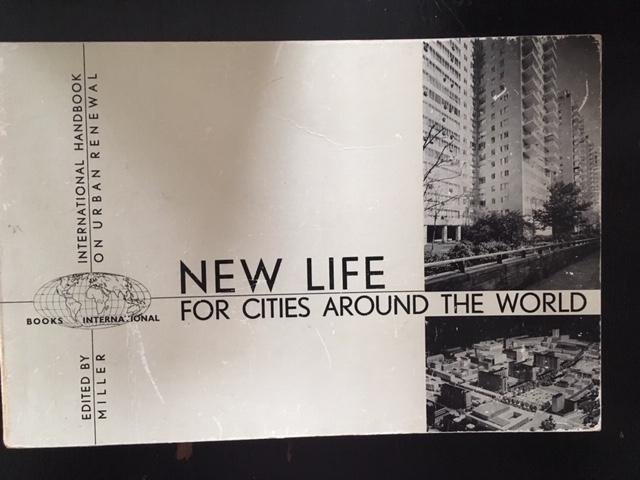 INTERNATIONAL HANDBOOK
ON URBAN RENEWAL
NEW LIFE
FOR CITIES AROUND THE WORLD
BOOKS INTERNATIONAL
EDITED BY
MILLER